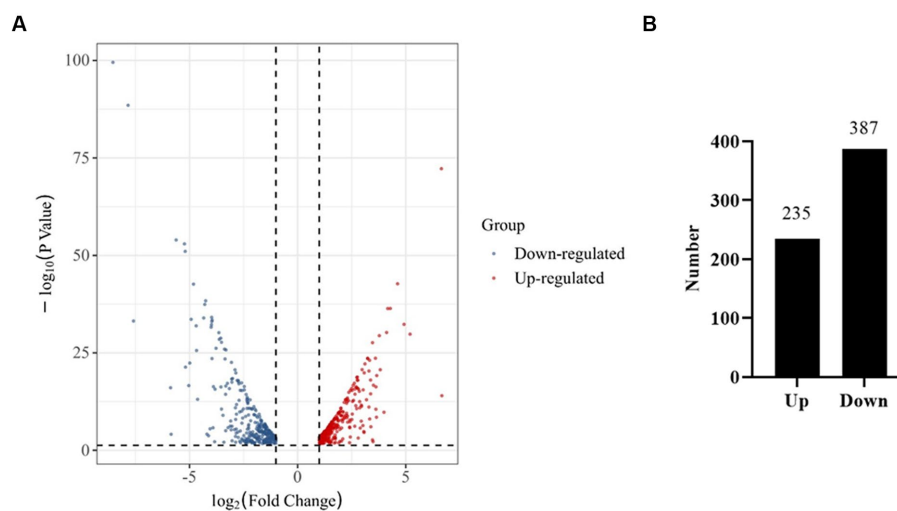 A
B
100
75
50
25
0
− log₁₀(P Value)
-5
0
5
log₂(Fold Change)
Group
Down-regulated
Up-regulated
400
300
200
100
0
Number
235
387
Up
Down